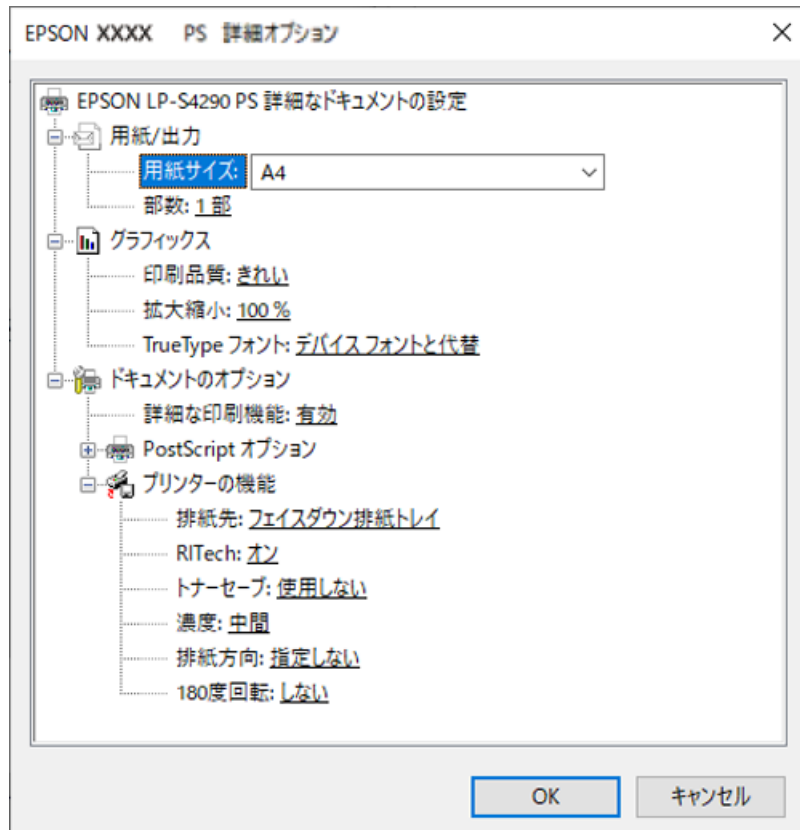 EPSON XXXX PS 詳細オプション
EPSON LP-S4290 PS 詳細なドキュメントの設定
用紙/出力
用紙サイズ: A4
部数: 1 部
グラフィックス
印刷品質: きれい
拡大縮小: 100 %
TrueType フォント: デバイス フォントと代替
ドキュメントのオプション
詳細な印刷機能: 有効
PostScript オプション
プリンターの機能
排紙先: フェイスダウン排紙トレイ
RITech: オン
トナーセーブ: 使用しない
濃度: 中間
排紙方向: 指定しない
180度回転: しない
OK キャンセル